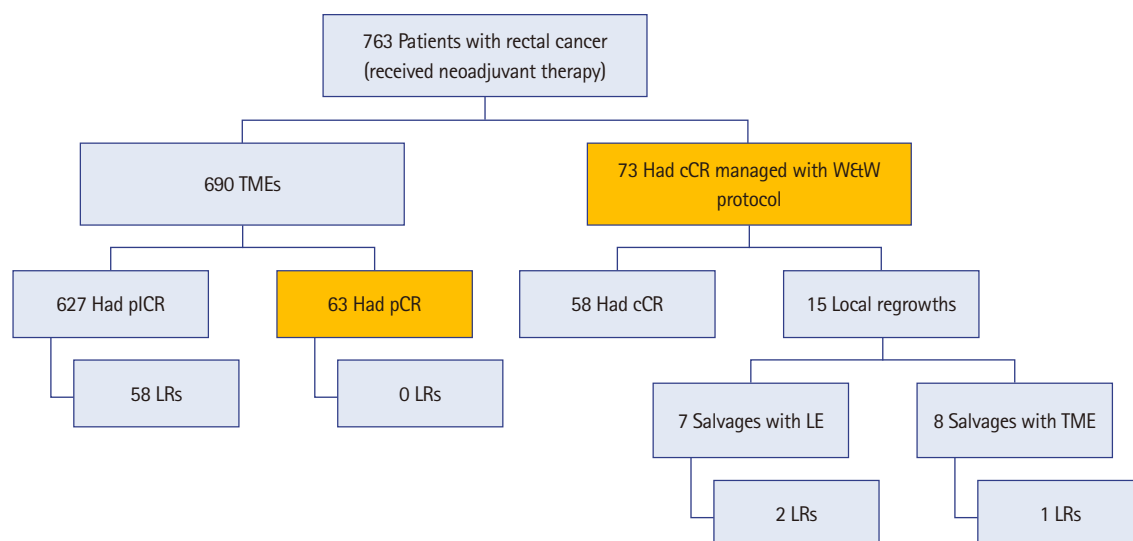 763 Patients with rectal cancer
(received neoadjuvant therapy)
690 TMEs
73 Had cCR managed with W&W
protocol
627 Had pICR
63 Had pCR
58 Had cCR
15 Local regrowths
58 LRs
0 LRs
7 Salvages with LE
8 Salvages with TME
2 LRs
1 LRs